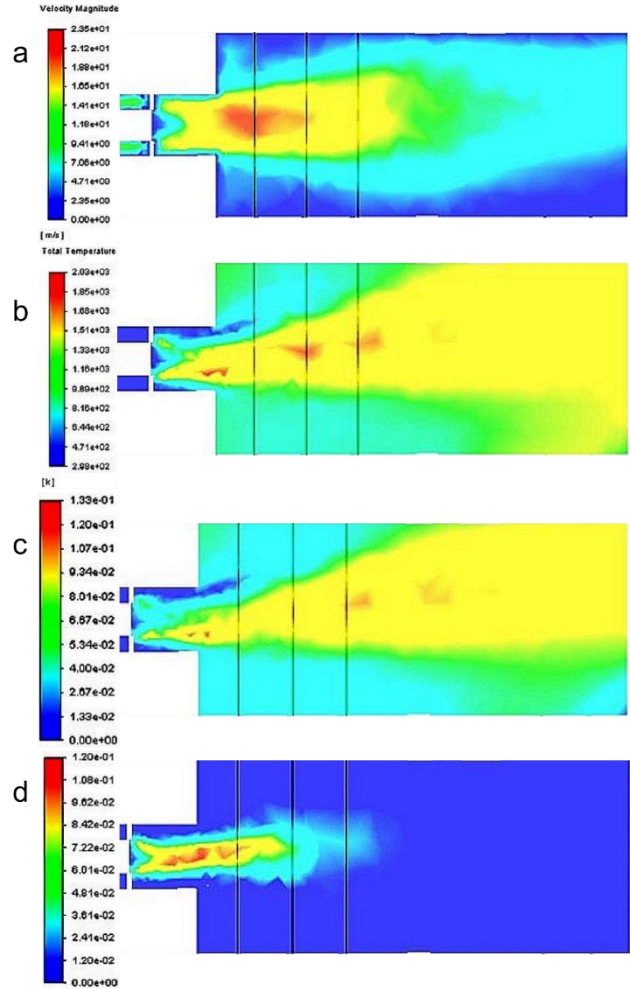 Velocity Magnitude
a
2.35e+01
2.12e+01
1.88e+01
1.65e+01
1.41e+01
1.18e+01
9.41e+00
7.06e+00
4.71e+00
2.35e+00
0.00e+00
[ m/s ]
Total Temperature
b
2.03e+03
1.85e+03
1.68e+03
1.51e+03
1.33e+03
1.16e+03
9.89e+02
8.16e+02
6.44e+02
4.71e+02
2.98e+02
[k]
c
1.33e-01
1.20e-01
1.07e-01
9.34e-02
8.01e-02
6.67e-02
5.34e-02
4.00e-02
2.67e-02
1.33e-02
0.00e+00
d
1.20e-01
1.08e-01
9.62e-02
8.42e-02
7.22e-02
6.01e-02
4.81e-02
3.61e-02
2.41e-02
1.20e-02
0.00e+00